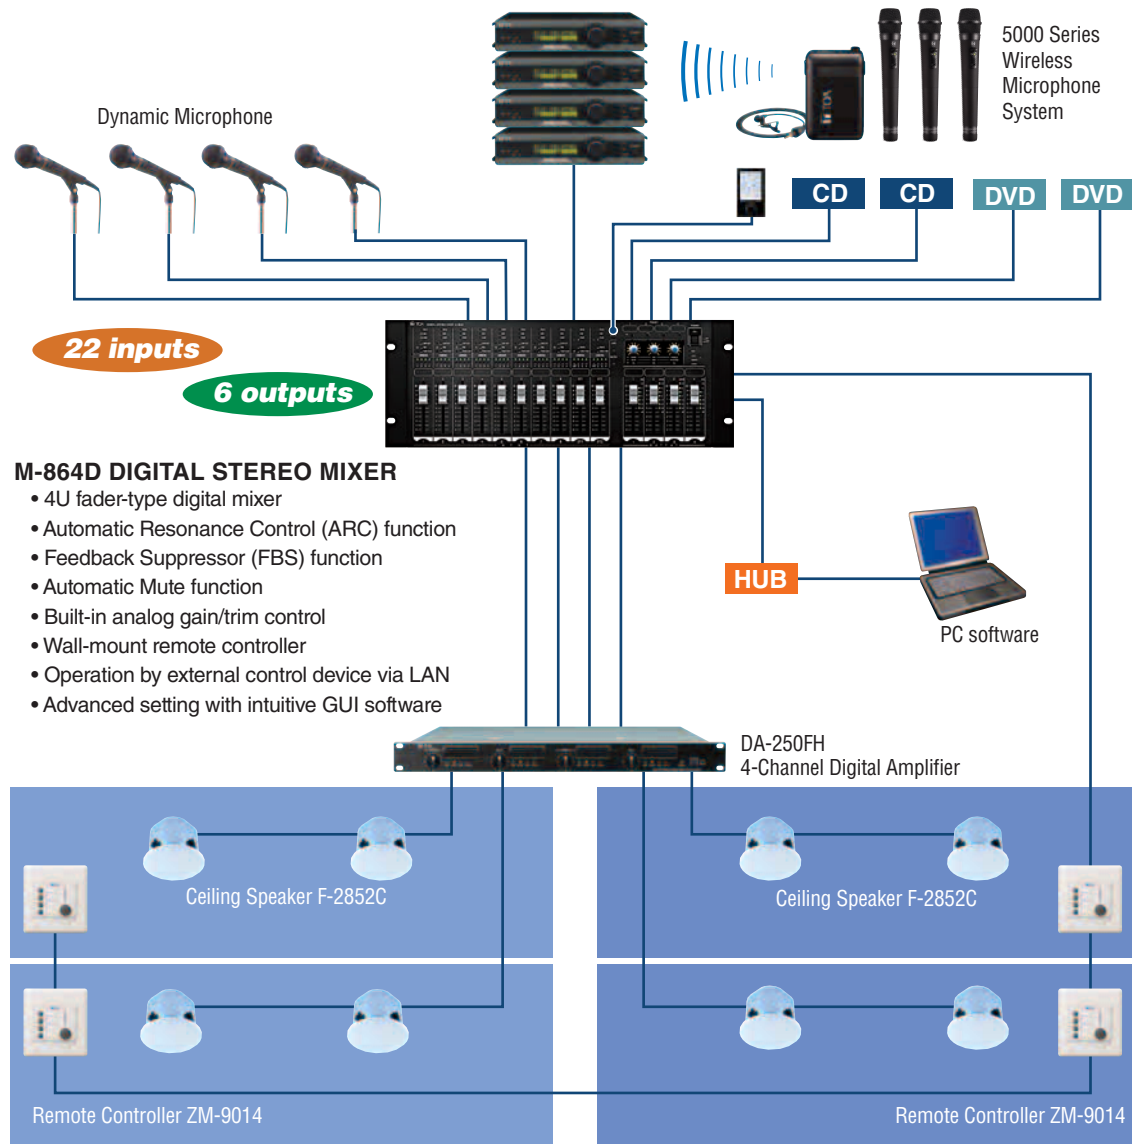 5000 Series
Wireless
Microphone
System
Dynamic Microphone
CD
CD
DVD
DVD
22 inputs
6 outputs
M-864D DIGITAL STEREO MIXER
• 4U fader-type digital mixer
• Automatic Resonance Control (ARC) function
• Feedback Suppressor (FBS) function
• Automatic Mute function
• Built-in analog gain/trim control
• Wall-mount remote controller
• Operation by external control device via LAN
• Advanced setting with intuitive GUI software
HUB
PC software
DA-250FH
4-Channel Digital Amplifier
Ceiling Speaker F-2852C
Ceiling Speaker F-2852C
Remote Controller ZM-9014
Remote Controller ZM-9014